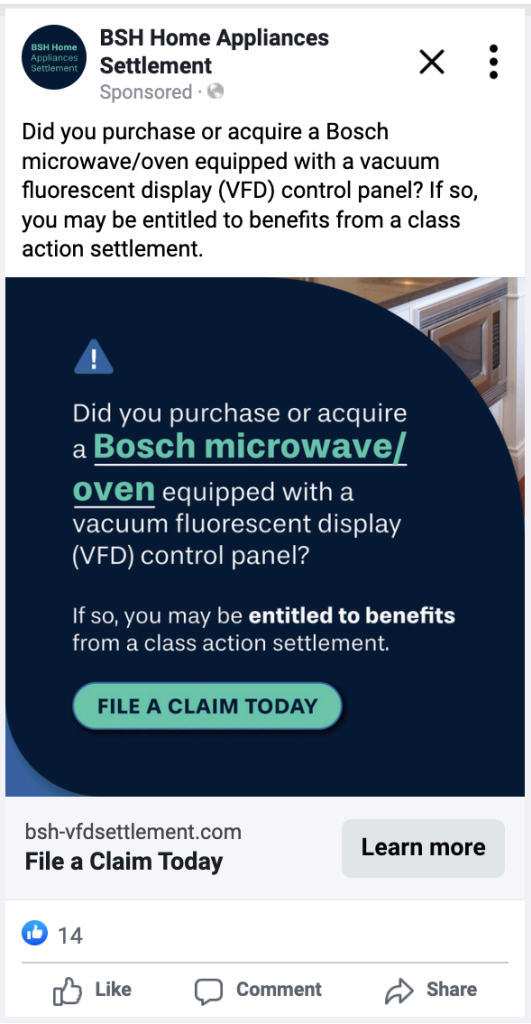 BSH Home
Appliances
Settlement
BSH Home Appliances
Settlement
Sponsored ·
Did you purchase or acquire a Bosch
microwave/oven equipped with a vacuum
fluorescent display (VFD) control panel? If so,
you may be entitled to benefits from a class
action settlement.
!
Did you purchase or acquire
a Bosch microwave/
oven equipped with a
vacuum fluorescent display
(VFD) control panel?
If so, you may be entitled to benefits
from a class action settlement.
FILE A CLAIM TODAY
bsh-vfdsettlement.com
File a Claim Today
Learn more
14
Like
Comment
Share